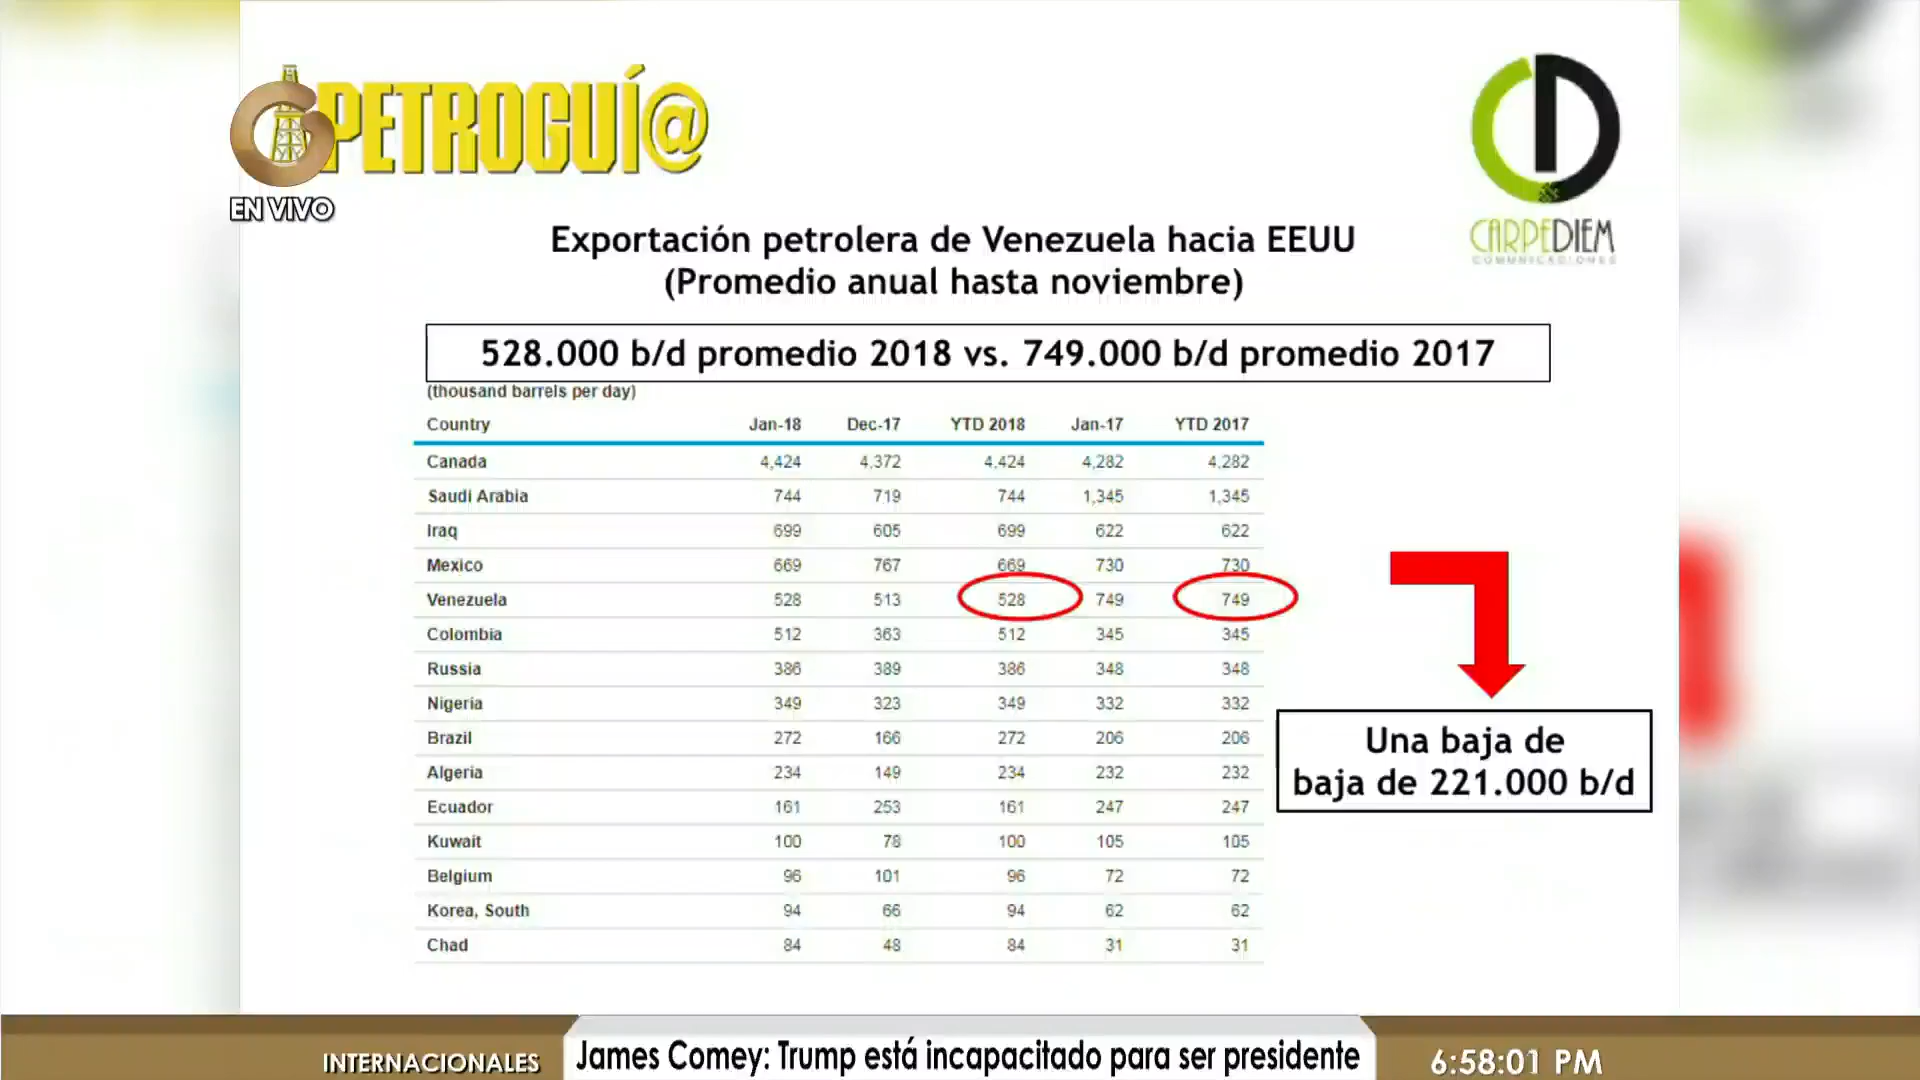 PETROGUÍ@
EN VIVO
CARPEDIEM
COMUNICACIONES
Exportación petrolera de Venezuela hacia EEUU
(Promedio anual hasta noviembre)
528.000 b/d promedio 2018 vs. 749.000 b/d promedio 2017
(thousand barrels per day)
Country Jan-18 Dec-17 YTD 2018 Jan-17 YTD 2017
Canada 4,424 4,372 4,424 4,282 4,282
Saudi Arabia 744 719 744 1,345 1,345
Iraq 699 605 699 622 622
Mexico 669 767 669 730 730
Venezuela 528 513 528 749 749
Colombia 512 363 512 345 345
Russia 386 389 386 348 348
Nigeria 349 323 349 332 332
Brazil 272 166 272 206 206
Algeria 234 149 234 232 232
Ecuador 161 253 161 247 247
Kuwait 100 78 100 105 105
Belgium 96 101 96 72 72
Korea, South 94 66 94 62 62
Chad 84 48 84 31 31
Una baja de
baja de 221.000 b/d
INTERNACIONALES James Comey: Trump está incapacitado para ser presidente 6:58:01 PM